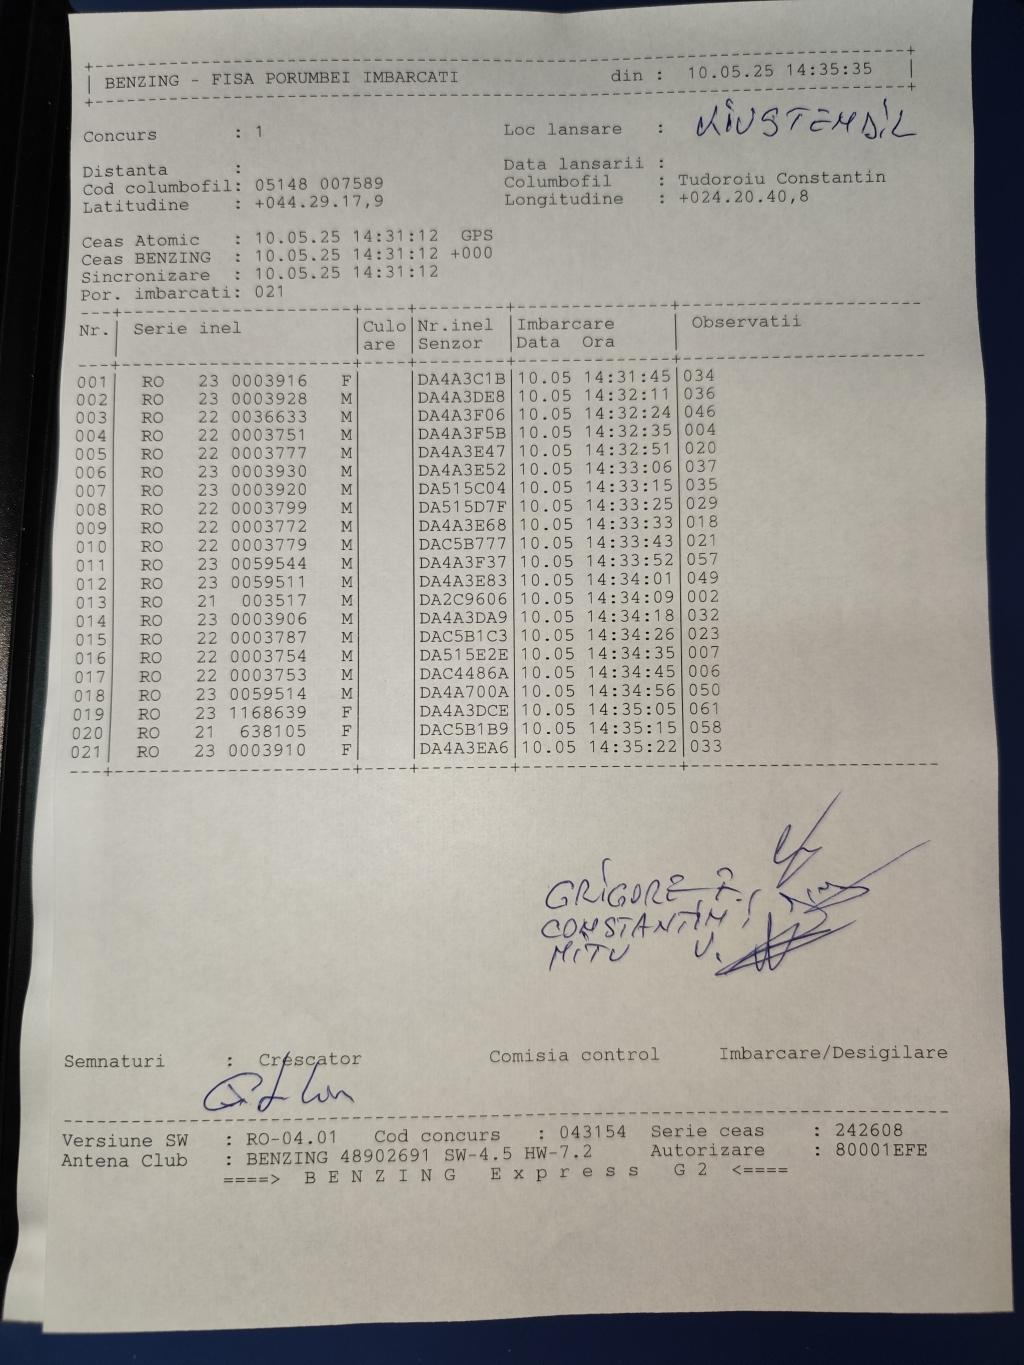 BENZING - FISA PORUMBEI IMBARCATI din : 10.05.25 14:35:35
Concurs : 1 Loc lansare : KIUSTENDIL
Distanta : Data lansarii :
Cod columbofil: 05148 007589 Columbofil : Tudoroiu Constantin
Latitudine : +044.29.17,9 Longitudine : +024.20.40,8
Ceas Atomic : 10.05.25 14:31:12 GPS
Ceas BENZING : 10.05.25 14:31:12 +000
Sincronizare : 10.05.25 14:31:12
Por. imbarcati: 021
Nr. Serie inel Culo Nr.inel Imbarcare Observatii
are Senzor Data Ora
001 RO 23 0003916 F DA4A3C1B 10.05 14:31:45 034
002 RO 23 0003928 M DA4A3DE8 10.05 14:32:11 036
003 RO 22 0036633 M DA4A3F06 10.05 14:32:24 046
004 RO 22 0003751 M DA4A3F5B 10.05 14:32:35 004
005 RO 22 0003777 M DA4A3E47 10.05 14:32:51 020
006 RO 23 0003930 M DA4A3E52 10.05 14:33:06 037
007 RO 23 0003920 M DA515C04 10.05 14:33:15 035
008 RO 22 0003799 M DA515D7F 10.05 14:33:25 029
009 RO 22 0003772 M DA4A3E68 10.05 14:33:33 018
010 RO 22 0003779 M DAC5B777 10.05 14:33:43 021
011 RO 23 0059544 M DA4A3F37 10.05 14:33:52 057
012 RO 23 0059511 M DA4A3E83 10.05 14:34:01 049
013 RO 21 003517 M DA2C9606 10.05 14:34:09 002
014 RO 23 0003906 M DA4A3DA9 10.05 14:34:18 032
015 RO 22 0003787 M DAC5B1C3 10.05 14:34:26 023
016 RO 22 0003754 M DA515E2E 10.05 14:34:35 007
017 RO 22 0003753 M DAC4486A 10.05 14:34:45 006
018 RO 23 0059514 M DA4A700A 10.05 14:34:56 050
019 RO 23 1168639 F DA4A3DCE 10.05 14:35:05 061
020 RO 21 638105 F DAC5B1B9 10.05 14:35:15 058
021 RO 23 0003910 F DA4A3EA6 10.05 14:35:22 033
GRIGORE
CONSTANTIN
MITU V.
Semnaturi : Crescator Comisia control Imbarcare/Desigilare
Versiune SW : RO-04.01 Cod concurs : 043154 Serie ceas : 242608
Antena Club : BENZING 48902691 SW-4.5 HW-7.2 Autorizare : 80001EFE
====> B E N Z I N G E x p r e s s G 2 <====